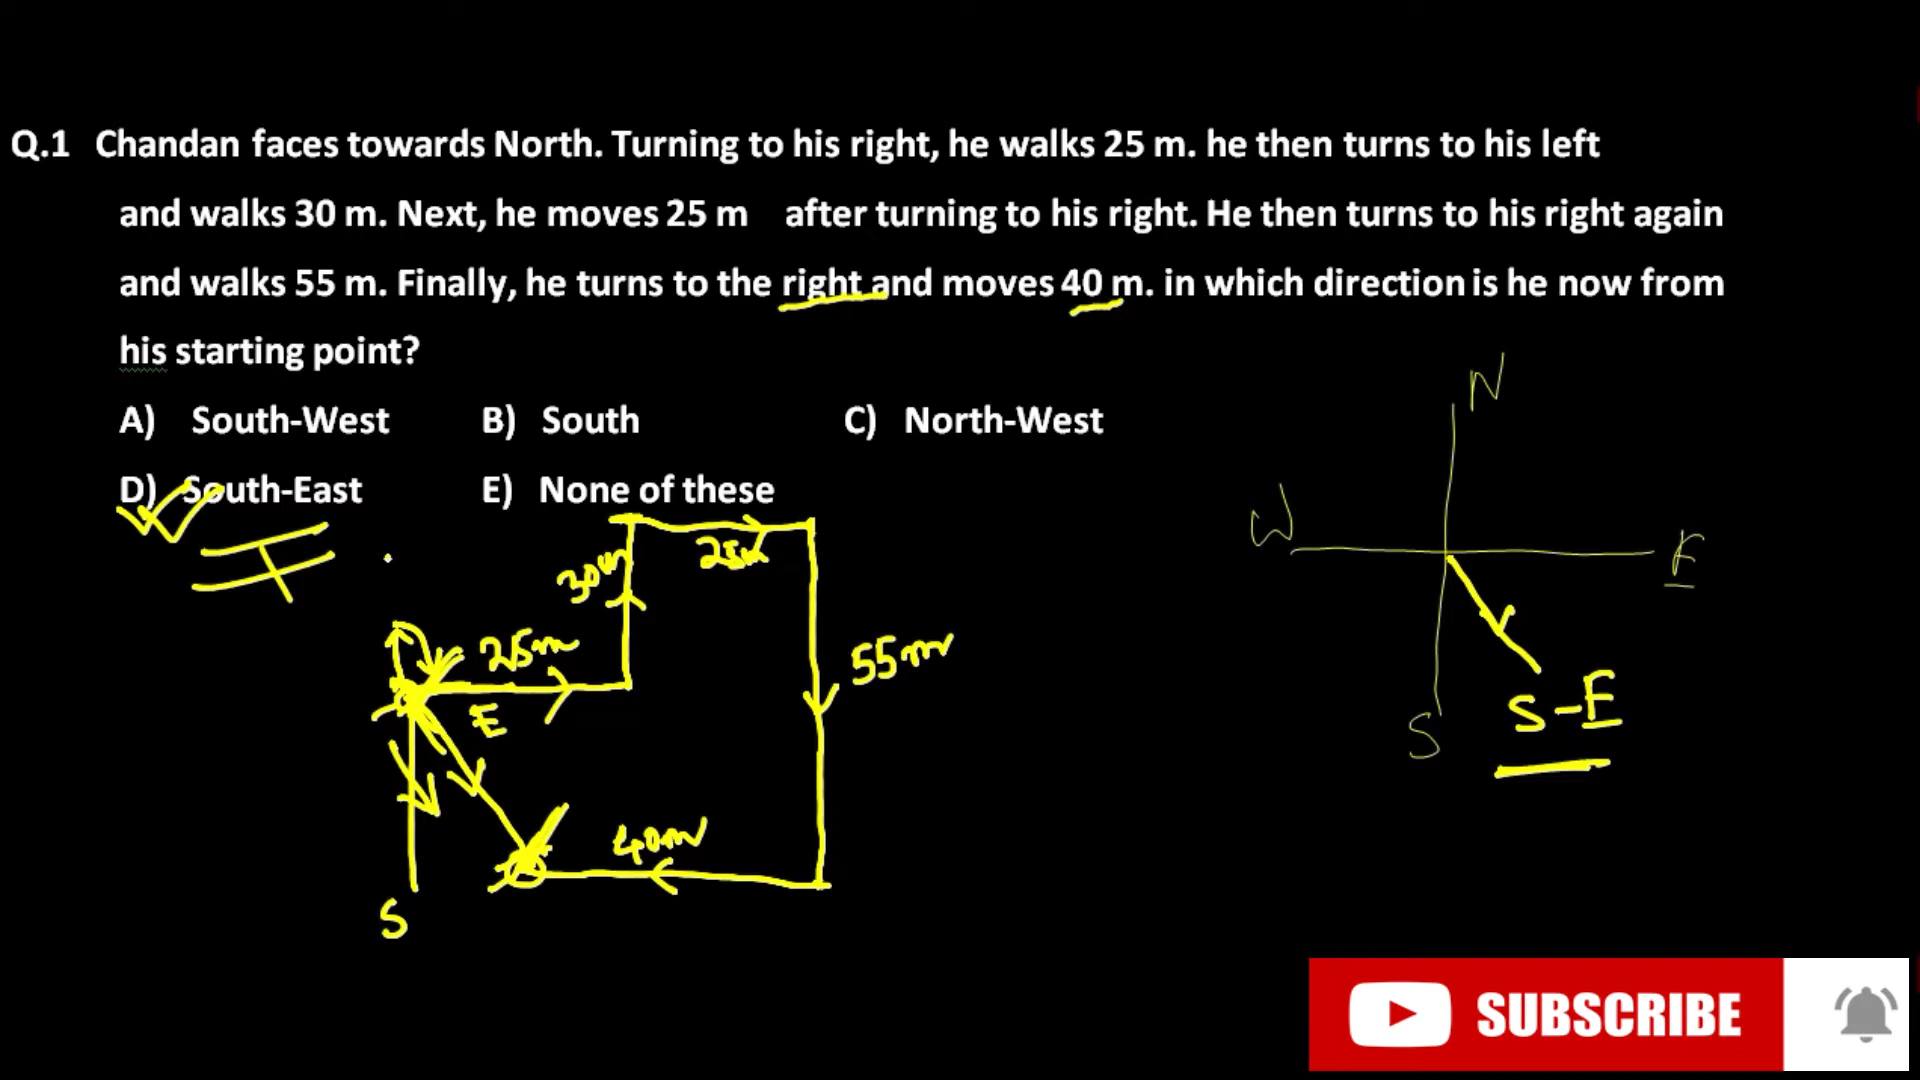 Q.1 Chandan faces towards North. Turning to his right, he walks 25 m. he then turns to his left
and walks 30 m. Next, he moves 25 m after turning to his right. He then turns to his right again
and walks 55 m. Finally, he turns to the right and moves 40 m. in which direction is he now from
his starting point?
A) South-West B) South C) North-West
D) South-East E) None of these
N
W
E
S
S-E
25m
30m
25m
55m
E
40m
S
SUBSCRIBE